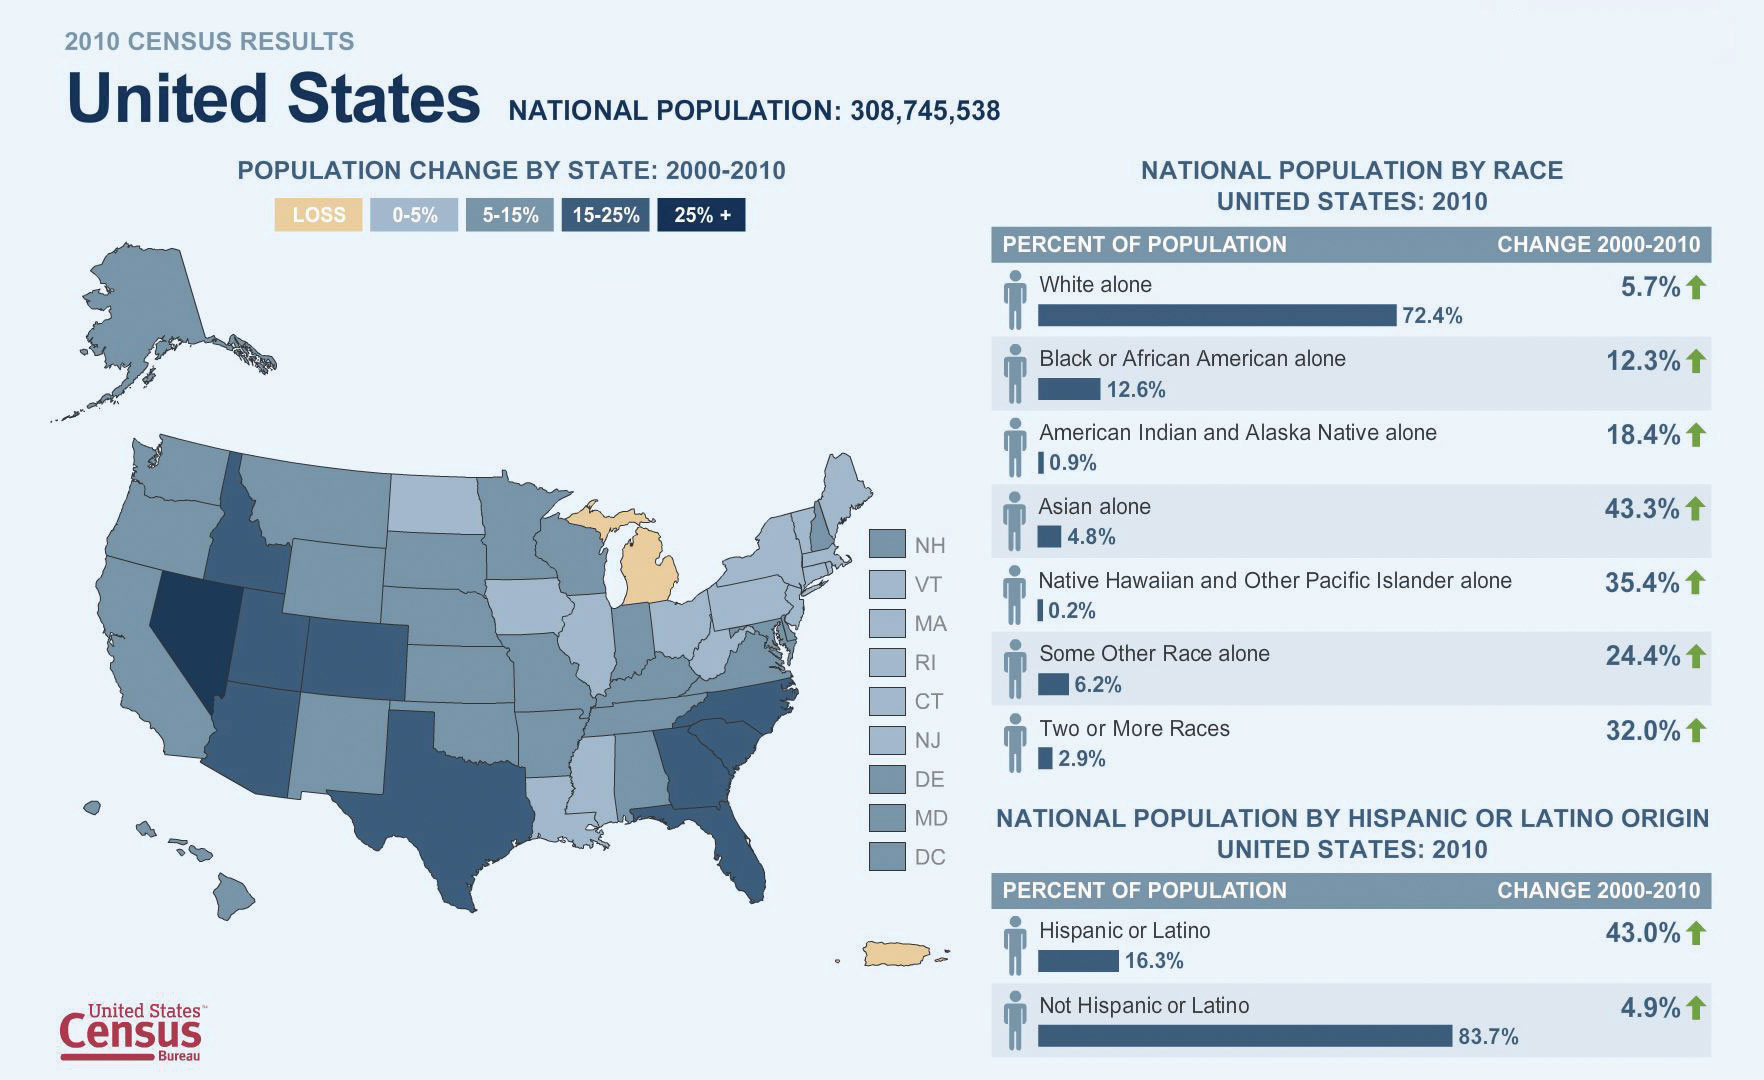 2010 CENSUS RESULTS
United States NATIONAL POPULATION: 308,745,538
POPULATION CHANGE BY STATE: 2000-2010
LOSS 0-5% 5-15% 15-25% 25% +
NH
VT
MA
RI
CT
NJ
DE
MD
DC
NATIONAL POPULATION BY RACE
UNITED STATES: 2010
PERCENT OF POPULATION CHANGE 2000-2010
White alone 5.7%
72.4%
Black or African American alone 12.3%
12.6%
American Indian and Alaska Native alone 18.4%
0.9%
Asian alone 43.3%
4.8%
Native Hawaiian and Other Pacific Islander alone 35.4%
0.2%
Some Other Race alone 24.4%
6.2%
Two or More Races 32.0%
2.9%
NATIONAL POPULATION BY HISPANIC OR LATINO ORIGIN
UNITED STATES: 2010
PERCENT OF POPULATION CHANGE 2000-2010
Hispanic or Latino 43.0%
16.3%
Not Hispanic or Latino 4.9%
83.7%
United States™
Census
Bureau